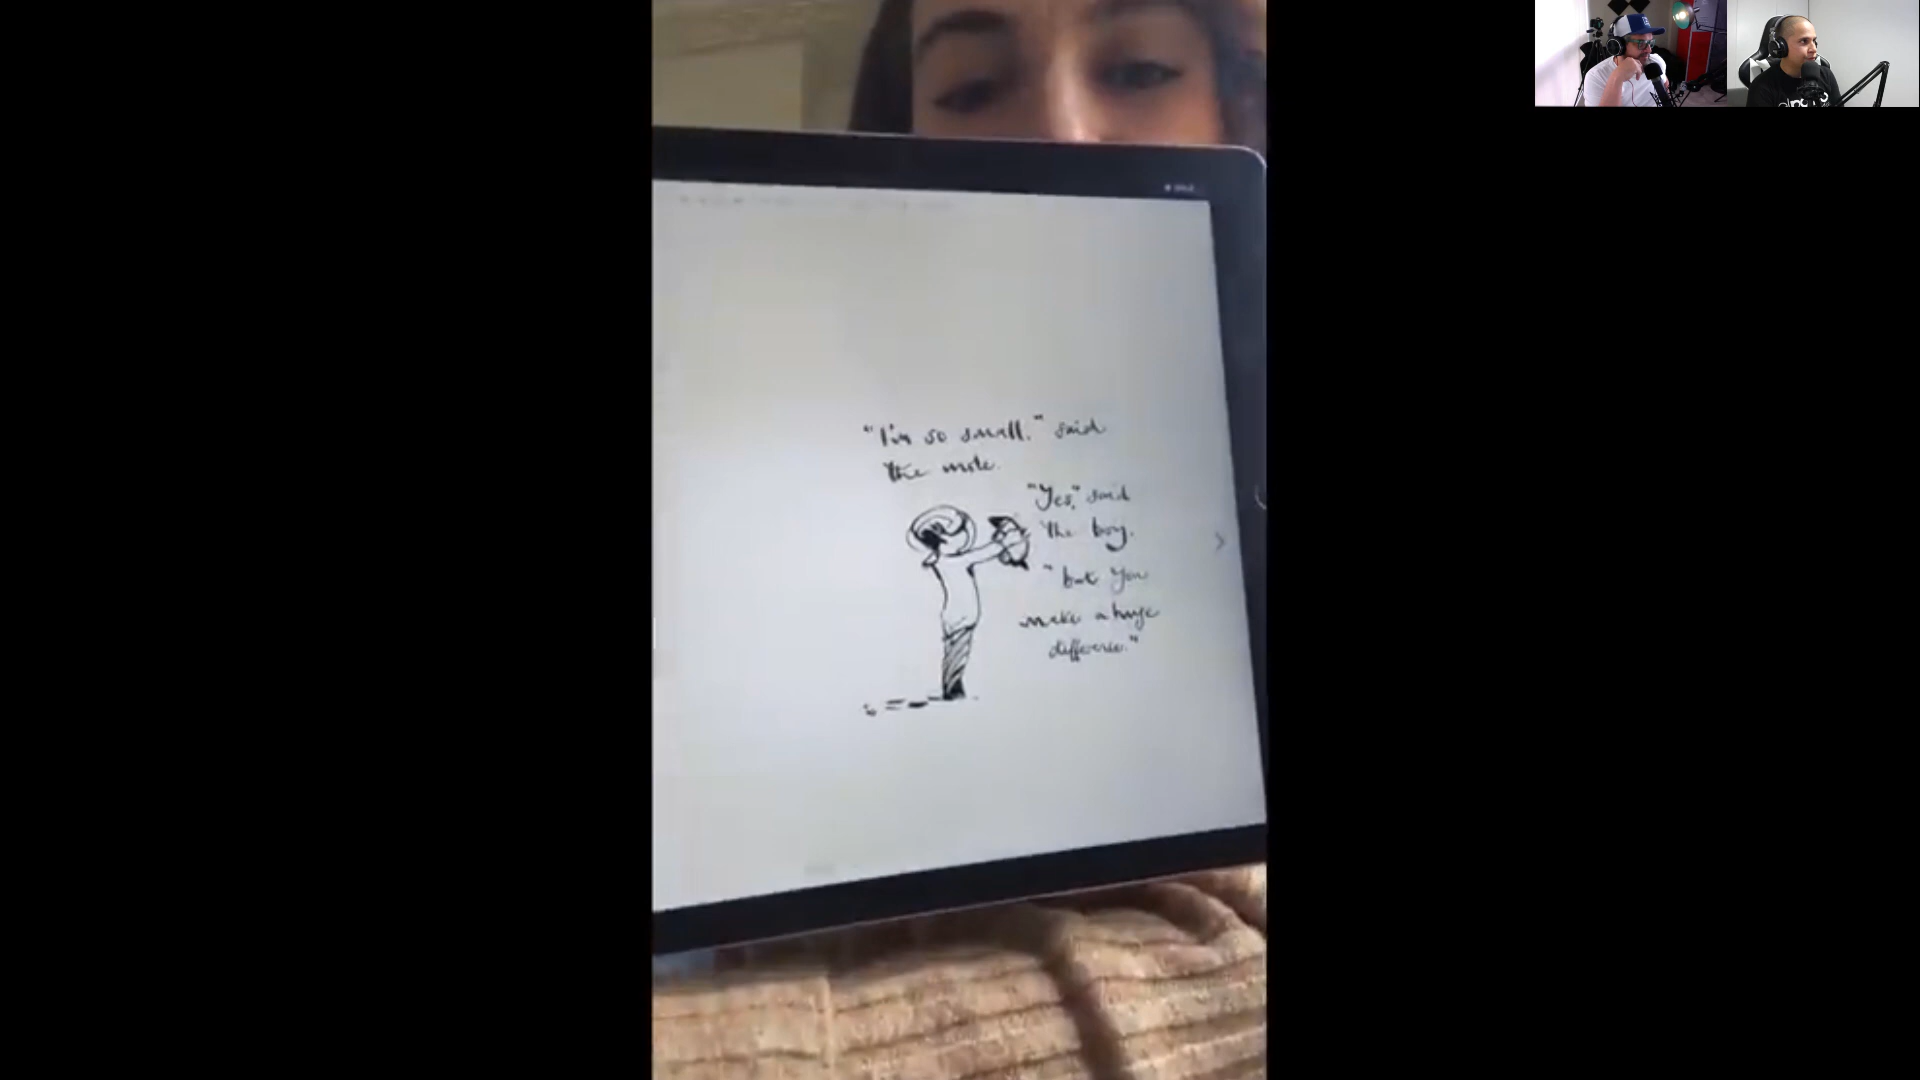 "I'm so small." said
the mole.
"Yes," said
the boy,
"but you
make a huge
difference."